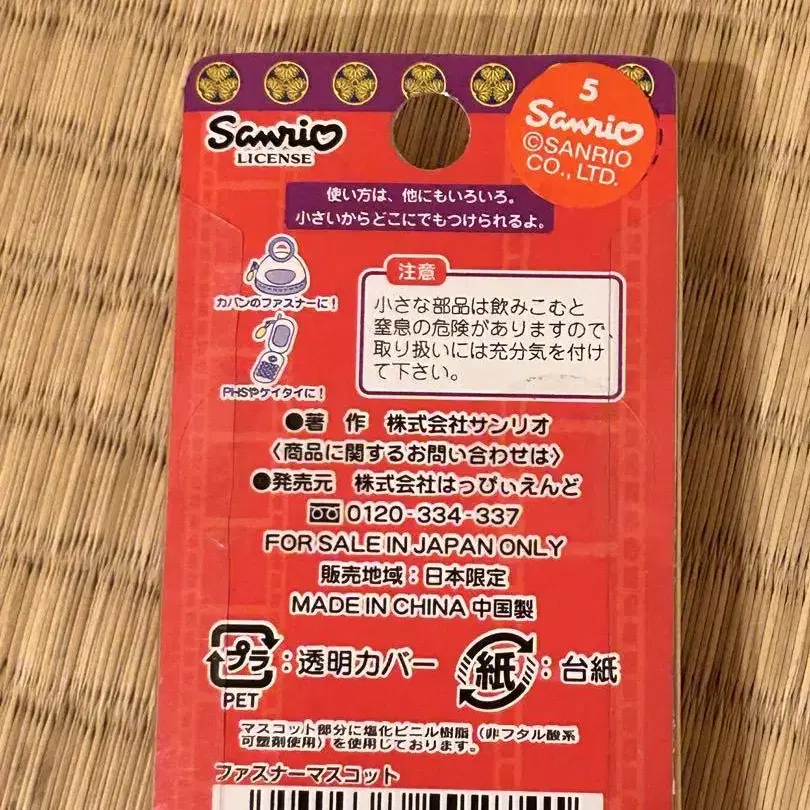 Sanrio
LICENSE
5
Sanrio
©SANRIO
CO., LTD.
使い方は、他にもいろいろ。
小さいからどこにでもつけられるよ。
カバンのファスナーに!
PHSやケイタイに!
注意
小さな部品は飲みこむと
窒息の危険がありますので、
取り扱いには充分気を付け
て下さい。
●著 作 株式会社サンリオ
〈商品に関するお問い合わせは〉
●発売元 株式会社はっぴぃえんど
0120-334-337
FOR SALE IN JAPAN ONLY
販売地域:日本限定
MADE IN CHINA 中国製
プラ:透明カバー
PET
紙:台紙
マスコット部分に塩化ビニル樹脂(非フタル酸系
可塑剤使用)を使用しております。
ファスナーマスコット